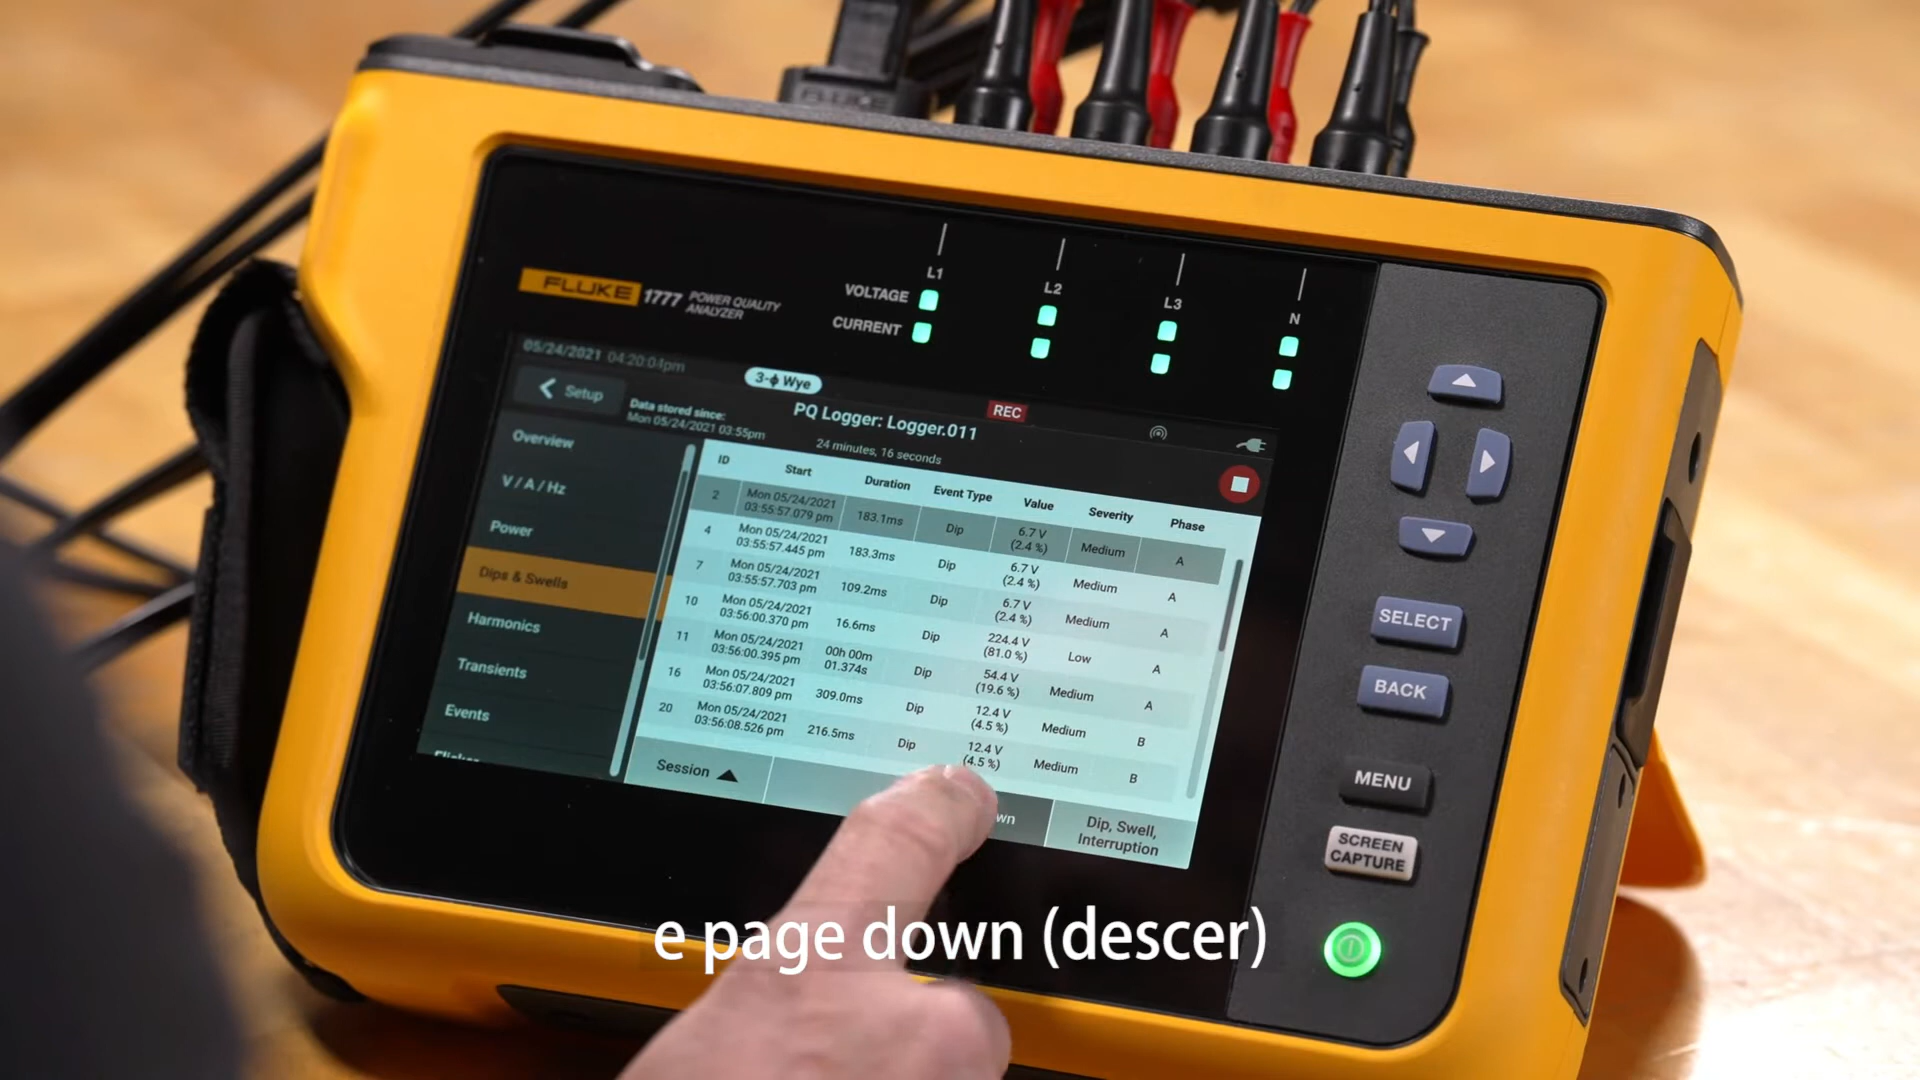 FLUKE
L1
L2
L3
N
FLUKE 1777 POWER QUALITY
ANALYZER
VOLTAGE
CURRENT
05/24/2021 04:20:04pm
3-ϕ Wye
Setup
Data stored since:
Mon 05/24/2021 03:55pm
PQ Logger: Logger.011
24 minutes, 16 seconds
REC
Overview
V / A / Hz
Power
Dips & Swells
Harmonics
Transients
Events
Flicker
ID Start Duration Event Type Value Severity Phase
2 Mon 05/24/2021 03:55:57.079 pm 183.1ms Dip 6.7 V (2.4 %) Medium A
4 Mon 05/24/2021 03:55:57.445 pm 183.3ms Dip 6.7 V (2.4 %) Medium A
7 Mon 05/24/2021 03:55:57.703 pm 109.2ms Dip 6.7 V (2.4 %) Medium A
10 Mon 05/24/2021 03:56:00.370 pm 16.6ms Dip 224.4 V (81.0 %) Low A
11 Mon 05/24/2021 03:56:00.395 pm 00h 00m 01.374s Dip 54.4 V (19.6 %) Medium A
16 Mon 05/24/2021 03:56:07.809 pm 309.0ms Dip 12.4 V (4.5 %) Medium B
20 Mon 05/24/2021 03:56:08.526 pm 216.5ms Dip 12.4 V (4.5 %) Medium B
Session
wn
Dip, Swell,
Interruption
SELECT
BACK
MENU
SCREEN
CAPTURE
e page down (descer)